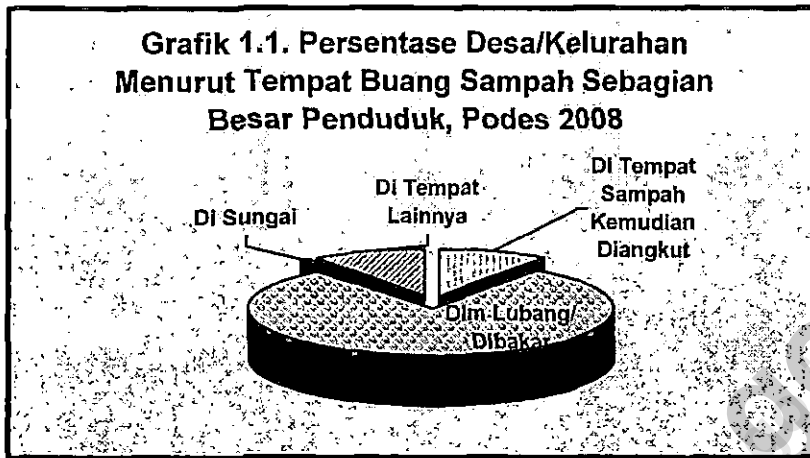 Grafik 1.1. Persentase Desa/Kelurahan
Menurut Tempat Buang Sampah Sebagian
Besar Penduduk, Podes 2008
Di Sungai
Di Tempat
Lainnya
Di Tempat
Sampah
Kemudian
Diangkut
Dlm Lubang/
Dibakar